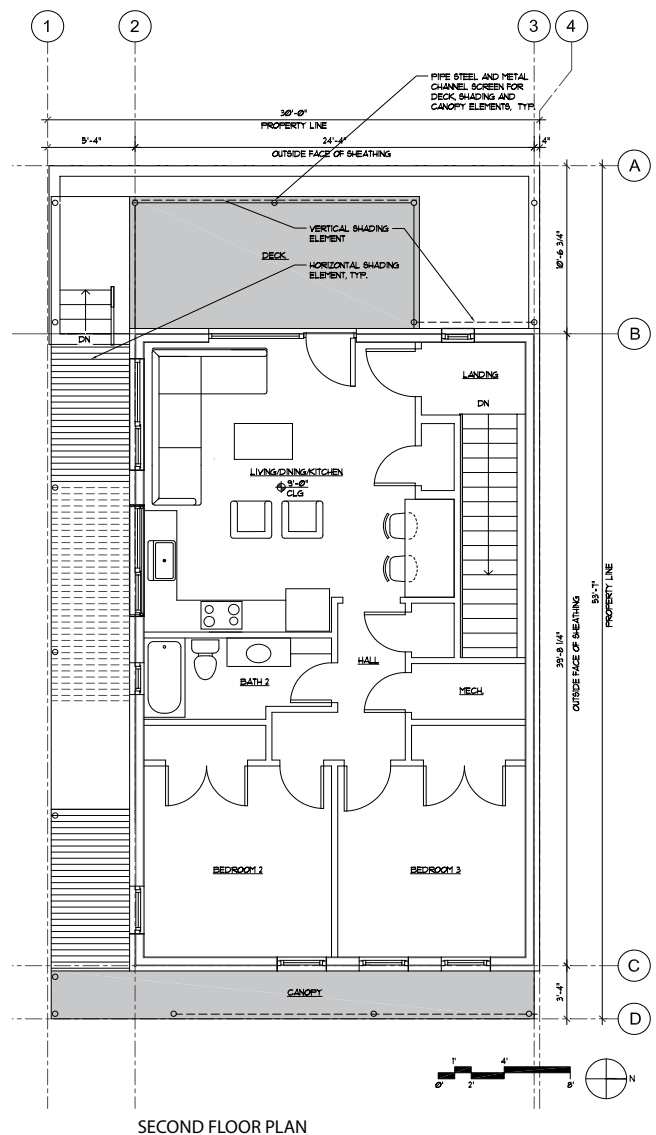 1
2
3
4
PIPE STEEL AND METAL
CHANNEL SCREEN FOR
DECK, SHADING AND
CANOPY ELEMENTS, TYP.
30'-0"
PROPERTY LINE
5'-4"
24'-4"
4"
OUTSIDE FACE OF SHEATHING
A
VERTICAL SHADING
ELEMENT
DECK
HORIZONTAL SHADING
ELEMENT, TYP.
10'-6 3/4"
DN
B
LANDING
DN
LIVING/DINING/KITCHEN
9'-0"
CLG
53'-7"
PROPERTY LINE
39'-8 1/4"
OUTSIDE FACE OF SHEATHING
HALL
BATH 2
MECH.
BEDROOM 2
BEDROOM 3
C
CANOPY
3'-4"
D
1'
4'
0'
2'
8'
N
SECOND FLOOR PLAN